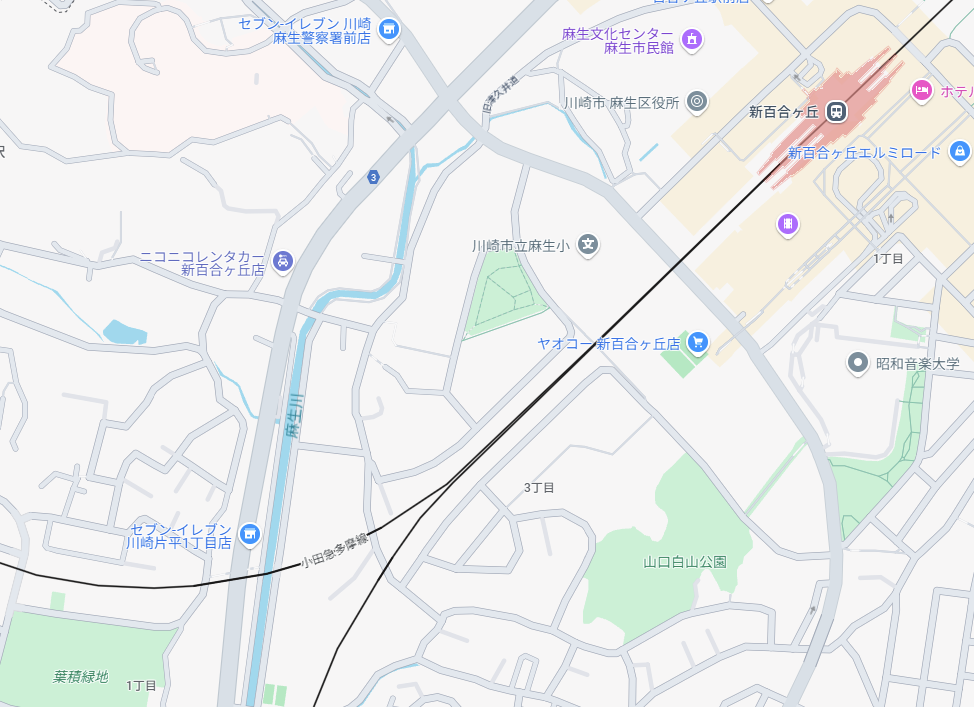 セブン-イレブン 川崎
麻生警察署前店
麻生文化センター
麻生市民館
旧津久井道
川崎市 麻生区役所
新百合ヶ丘
ホテル
新百合ヶ丘エルミロード
3
川崎市立麻生小
ニコニコレンタカー
新百合ヶ丘店
1丁目
ヤオコー 新百合ヶ丘店
昭和音楽大学
麻生川
3丁目
セブン-イレブン
川崎片平1丁目店
小田急多摩線
山口白山公園
葉積緑地
1丁目